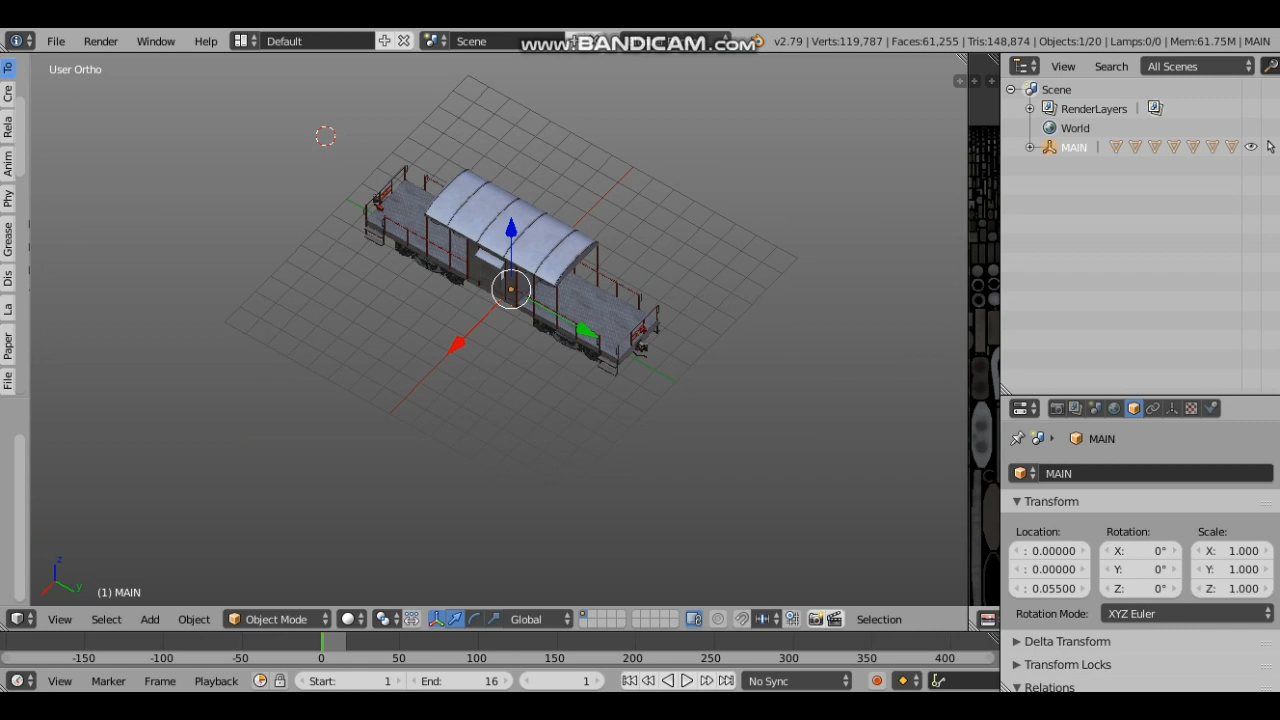 File Render Window Help Default Scene www.BANDICAM.com v2.79 | Verts:119,787 | Faces:61,255 | Tris:148,874 | Objects:1/20 | Lamps:0/0 | Mem:61.75M | MAIN
User Ortho
To
Cre
Rela
Anim
Phy
Grease
Dis
La
Paper
File
z
y
(1) MAIN
View Select Add Object Object Mode Global Selection
-150 -100 -50 0 50 100 150 200 250 300 350 400
View Marker Frame Playback Start: 1 End: 16 1 No Sync
View Search All Scenes
Scene
RenderLayers |
World
MAIN |
MAIN
MAIN
Transform
Location: Rotation: Scale:
: 0.00000 X: 0° X: 1.000
: 0.00000 Y: 0° Y: 1.000
: 0.05500 Z: 0° Z: 1.000
Rotation Mode: XYZ Euler
Delta Transform
Transform Locks
Relations